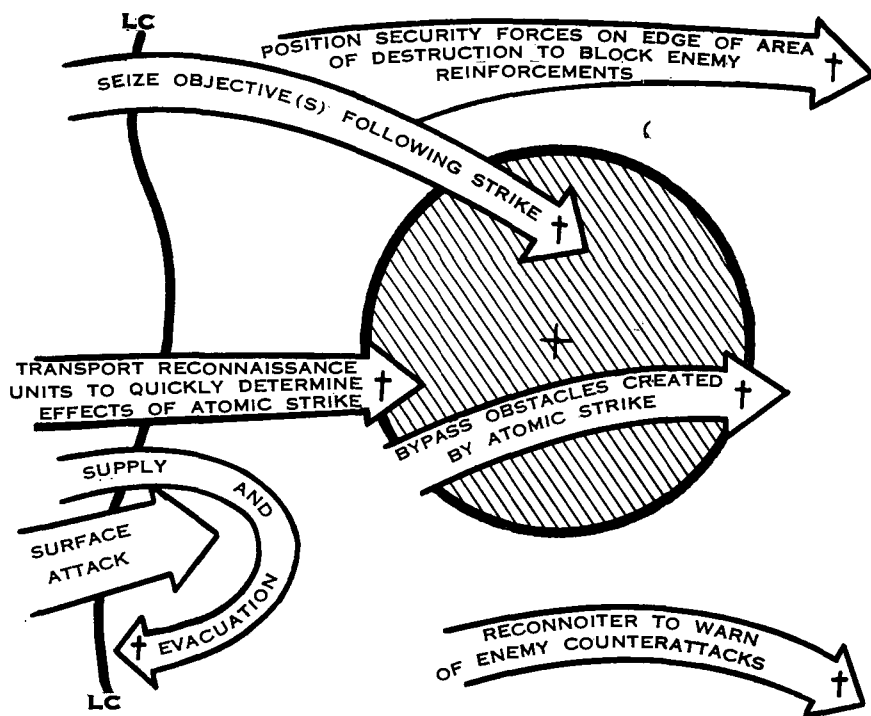 LC
POSITION SECURITY FORCES ON EDGE OF AREA
OF DESTRUCTION TO BLOCK ENEMY
REINFORCEMENTS
SEIZE OBJECTIVE(S) FOLLOWING STRIKE
TRANSPORT RECONNAISSANCE
UNITS TO QUICKLY DETERMINE
EFFECTS OF ATOMIC STRIKE
BYPASS OBSTACLES CREATED
BY ATOMIC STRIKE
SUPPLY AND EVACUATION
SURFACE
ATTACK
RECONNOITER TO WARN
OF ENEMY COUNTERATTACKS
LC